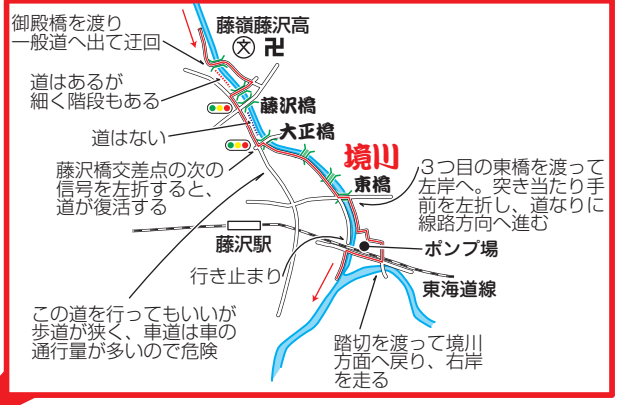 御殿橋を渡り
一般道へ出て迂回
藤嶺藤沢高
文 卍
道はあるが
細く階段もある
藤沢橋
道はない
大正橋
境川
藤沢橋交差点の次の
信号を左折すると、
道が復活する
東橋
3つ目の東橋を渡って
左岸へ。突き当たり手
前を左折し、道なりに
線路方向へ進む
藤沢駅
ポンプ場
行き止まり
東海道線
この道を行ってもいいが
歩道が狭く、車道は車の
通行量が多いので危険
踏切を渡って境川
方面へ戻り、右岸
を走る